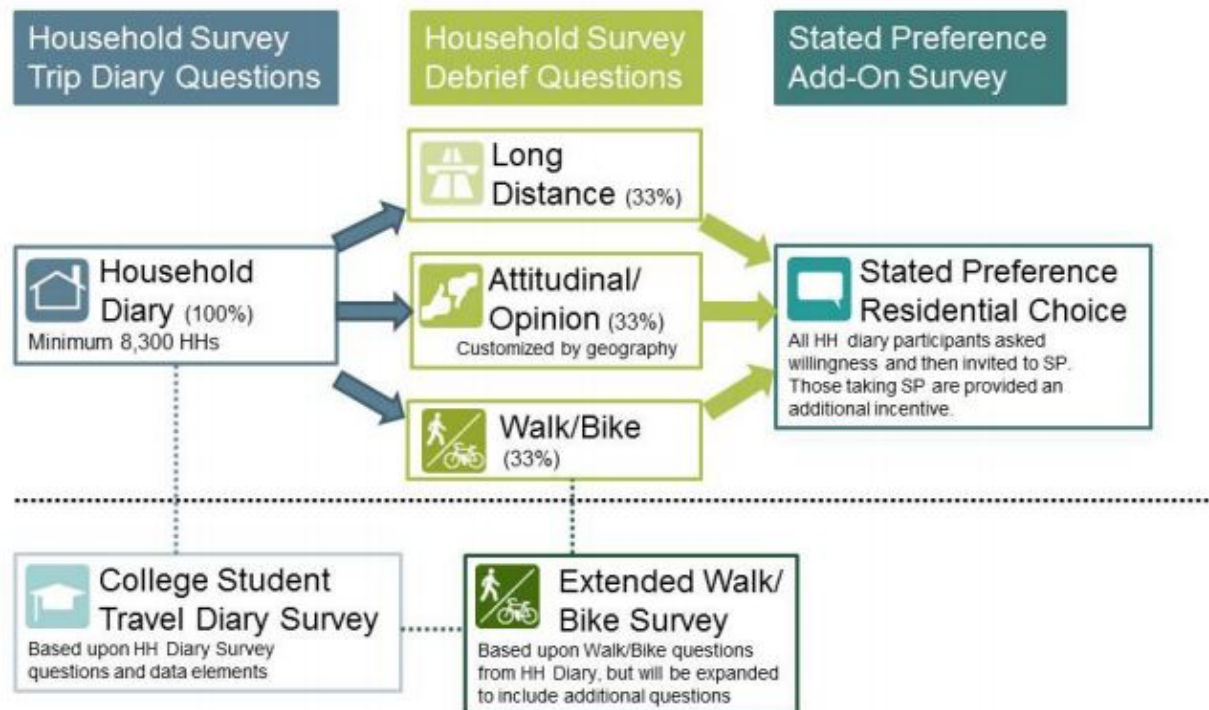 Household Survey
Trip Diary Questions
Household Survey
Debrief Questions
Stated Preference
Add-On Survey
Long
Distance (33%)
Household
Diary (100%)
Minimum 8,300 HHs
Attitudinal/
Opinion (33%)
Customized by geography
Stated Preference
Residential Choice
All HH diary participants asked
willingness and then invited to SP.
Those taking SP are provided an
additional incentive.
Walk/Bike
(33%)
College Student
Travel Diary Survey
Based upon HH Diary Survey
questions and data elements
Extended Walk/
Bike Survey
Based upon Walk/Bike questions
from HH Diary, but will be expanded
to include additional questions